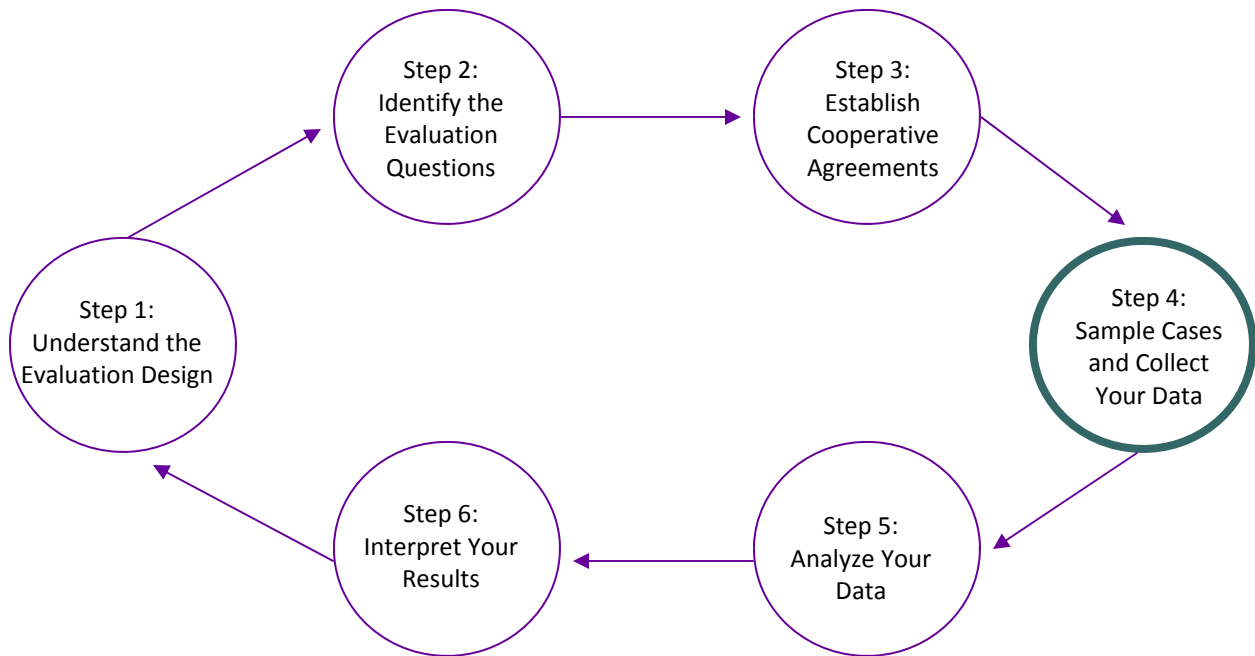 Step 1:
Understand the
Evaluation Design
Step 2:
Identify the
Evaluation
Questions
Step 3:
Establish
Cooperative
Agreements
Step 4:
Sample Cases
and Collect
Your Data
Step 5:
Analyze Your
Data
Step 6:
Interpret Your
Results